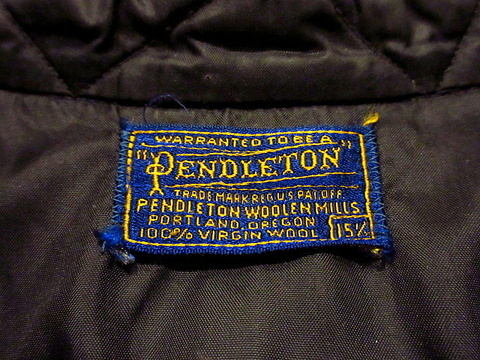 WARRANTED TO BE A
"PENDLETON"
TRADE MARK REG. U.S. PAT. OFF.
PENDLETON WOOLEN MILLS
PORTLAND, OREGON
100% VIRGIN WOOL 15½